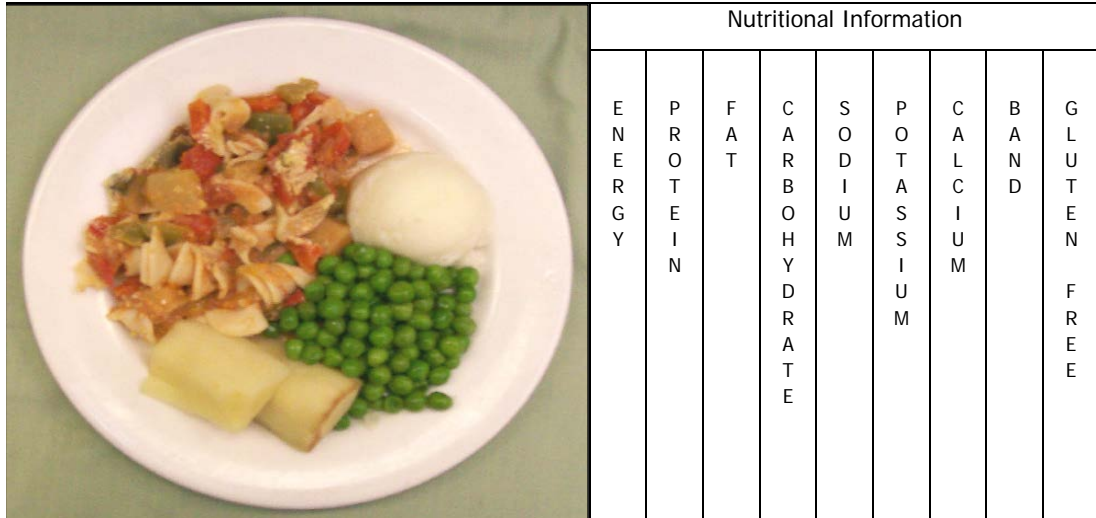 Nutritional Information
ENERGY
PROTEIN
FAT
CARBOHYDRATE
SODIUM
POTASSIUM
CALCIUM
BAND
GLUTEN FREE